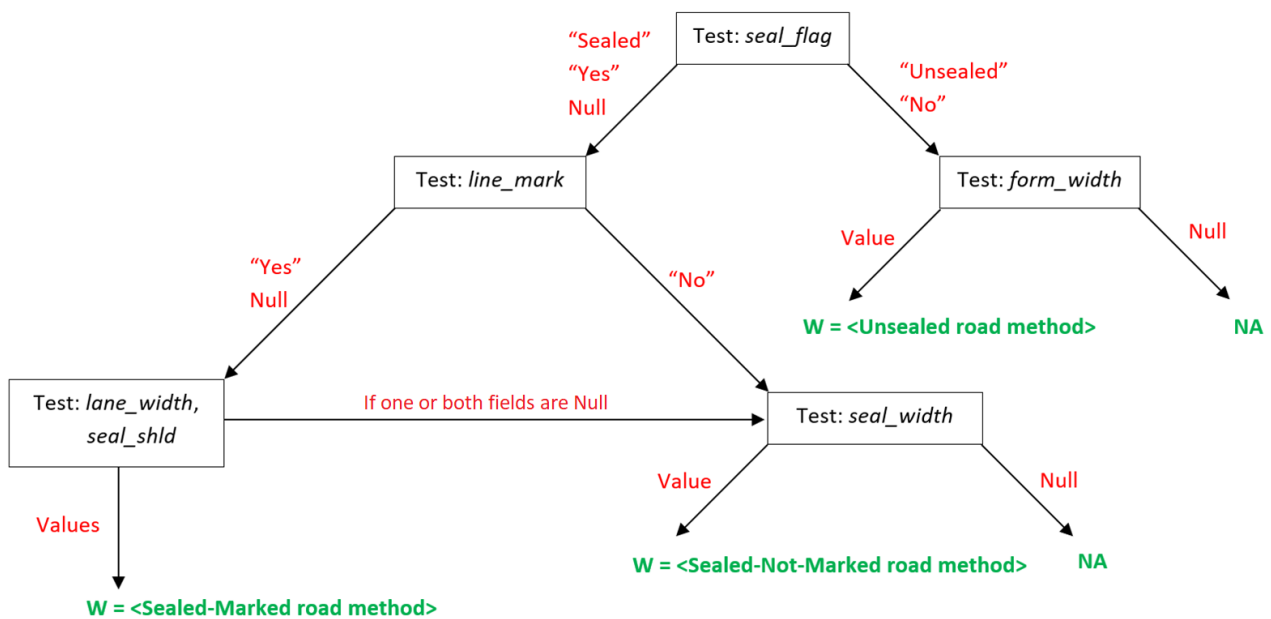 Test: seal_flag
“Sealed”
“Yes”
Null
“Unsealed”
“No”
Test: line_mark
Test: form_width
Value
Null
“Yes”
Null
“No”
W = <Unsealed road method>
NA
Test: lane_width,
seal_shld
If one or both fields are Null
Test: seal_width
Value
Null
Values
W = <Sealed-Not-Marked road method>
NA
W = <Sealed-Marked road method>